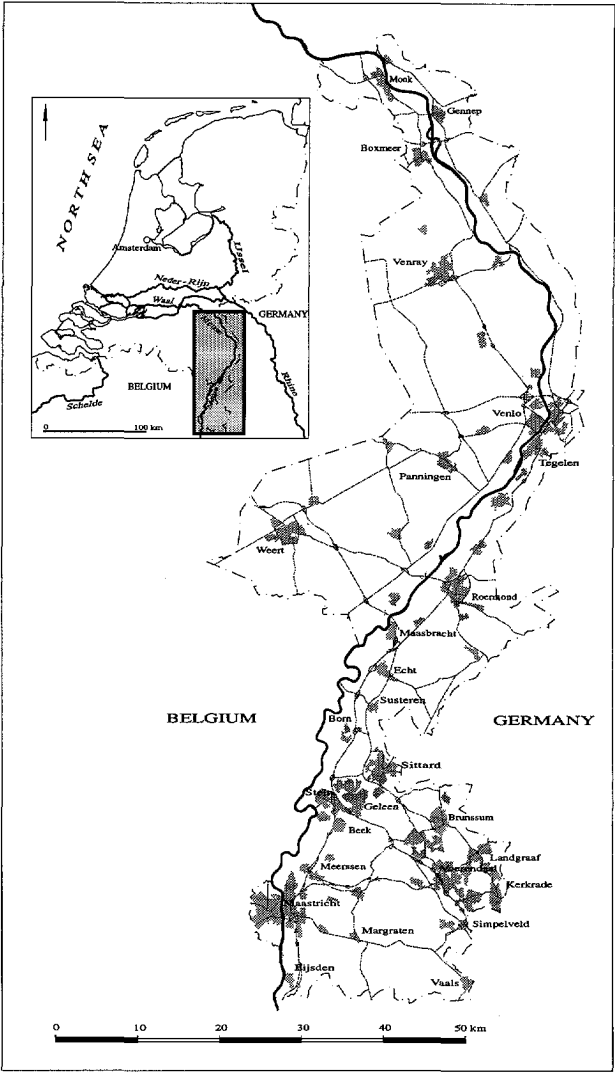 Mook
Gennep
Boxmeer
NORTH SEA
Amsterdam
IJssel
Neder-Rijn
Waal
GERMANY
BELGIUM
Rhine
Schelde
0 100 km
Venray
Venlo
Tegelen
Panningen
Weert
Roermond
Maasbracht
Echt
Susteren
Born
BELGIUM
GERMANY
Sittard
Stein
Geleen
Brunssum
Beek
Landgraaf
Meerssen
Kerkrade
Maastricht
Margraten
Simpelveld
Eijsden
Vaals
0 10 20 30 40 50 km